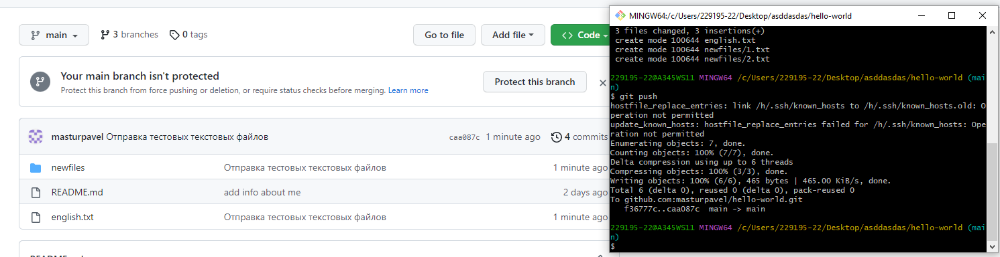 main
3 branches
0 tags
Go to file
Add file
Code
Your main branch isn't protected
Protect this branch from force pushing or deletion, or require status checks before merging. Learn more
Protect this branch
masturpavel Отправка тестовых текстовых файлов
caa087c 1 minute ago
4 commits
newfiles Отправка тестовых текстовых файлов 1 minute ago
README.md add info about me 2 days ago
english.txt Отправка тестовых текстовых файлов 1 minute ago
MINGW64:/c/Users/229195-22/Desktop/asddasdas/hello-world
3 files changed, 3 insertions(+)
create mode 100644 english.txt
create mode 100644 newfiles/1.txt
create mode 100644 newfiles/2.txt
229195-22@A345WS11 MINGW64 /c/Users/229195-22/Desktop/asddasdas/hello-world (mai
n)
$ git push
hostfile_replace_entries: link /h/.ssh/known_hosts to /h/.ssh/known_hosts.old: O
peration not permitted
update_known_hosts: hostfile_replace_entries failed for /h/.ssh/known_hosts: Ope
ration not permitted
Enumerating objects: 7, done.
Counting objects: 100% (7/7), done.
Delta compression using up to 6 threads
Compressing objects: 100% (3/3), done.
Writing objects: 100% (6/6), 465 bytes | 465.00 KiB/s, done.
Total 6 (delta 0), reused 0 (delta 0), pack-reused 0
To github.com:masturpavel/hello-world.git
f36777c..caa087c main -> main
229195-22@A345WS11 MINGW64 /c/Users/229195-22/Desktop/asddasdas/hello-world (mai
n)
$